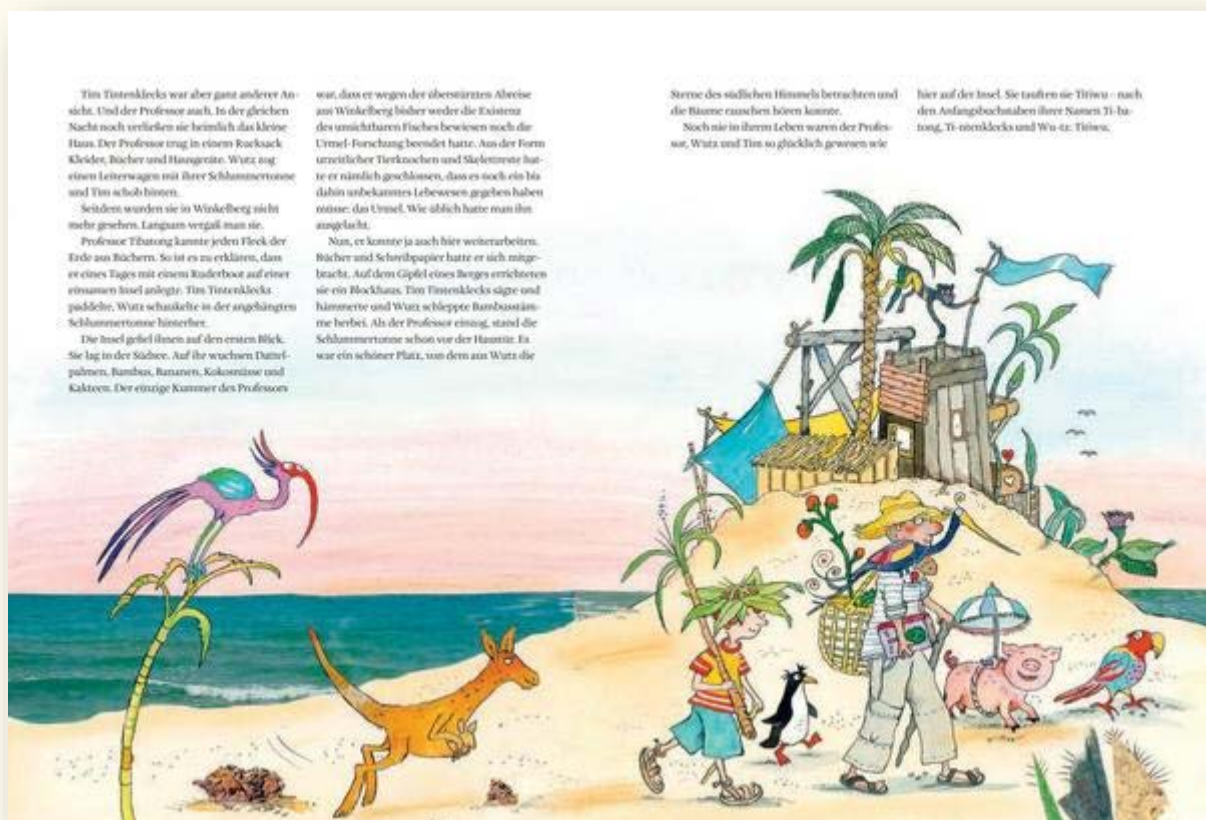 Tim Tintenklecks war aber ganz anderer An-
sicht. Und der Professor auch. In der gleichen
Nacht noch verließen sie heimlich das kleine
Haus. Der Professor trug in einem Rucksack
Kleider, Bücher und Hausgeräte. Wutz zog
einen Leiterwagen mit ihrer Schlummertonne
und Tim schob hinten.
Seitdem wurden sie in Winkelberg nicht
mehr gesehen. Langsam vergaß man sie.
Professor Tibatong kannte jeden Fleck der
Erde aus Büchern. So ist es zu erklären, dass
er eines Tages mit einem Ruderboot auf einer
einsamen Insel anlegte. Tim Tintenklecks
paddelte, Wutz schaukelte in der angehängten
Schlummertonne hinterher.
Die Insel gefiel ihnen auf den ersten Blick.
Sie lag in der Südsee. Auf ihr wuchsen Dattel-
palmen, Bambus, Bananen, Kokosnüsse und
Kakteen. Der einzige Kummer des Professors
war, dass er wegen der überstürzten Abreise
aus Winkelberg bisher weder die Existenz
des unsichtbaren Fisches bewiesen noch die
Urmel-Forschung beendet hatte. Aus der Form
urzeitlicher Tierknochen und Skelettreste hat-
te er nämlich geschlossen, dass es noch ein bis
dahin unbekanntes Lebewesen gegeben haben
müsse: das Urmel. Wie üblich hatte man ihn
ausgelacht.
Nun, er konnte ja auch hier weiterarbeiten.
Bücher und Schreibpapier hatte er sich mitge-
bracht. Auf dem Gipfel eines Berges errichteten
sie ein Blockhaus. Tim Tintenklecks sägte und
hämmerte und Wutz schleppte Bambusstäm-
me herbei. Als der Professor einzog, stand die
Schlummertonne schon vor der Haustür. Es
war ein schöner Platz, von dem aus Wutz die
Sterne des südlichen Himmels betrachten und
die Bäume rauschen hören konnte.
Noch nie in ihrem Leben waren der Profes-
sor, Wutz und Tim so glücklich gewesen wie
hier auf der Insel. Sie tauften sie Titiwu – nach
den Anfangsbuchstaben ihrer Namen Ti-ba-
tong, Ti-ntenklecks und Wu-tz: Titiwu.